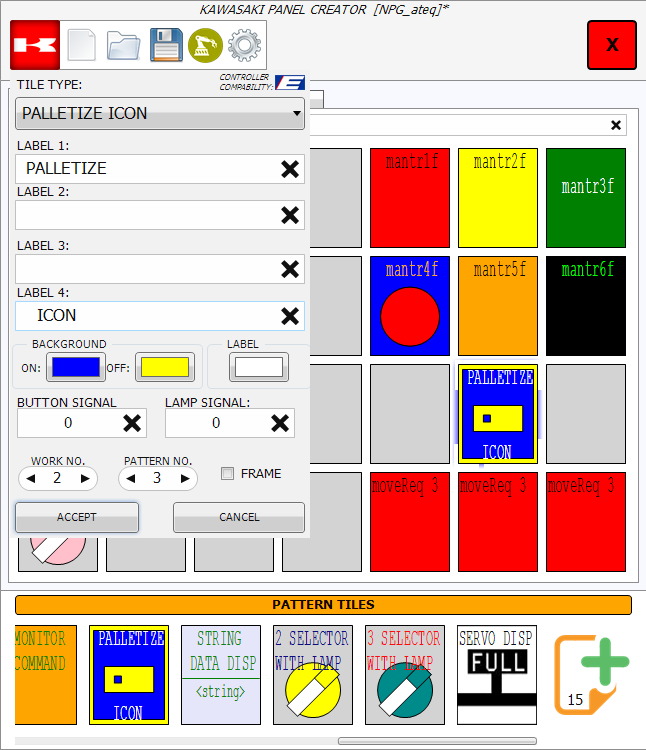 KAWASAKI PANEL CREATOR [NPG_ateq]*
X
TILE TYPE:
CONTROLLER
COMPABILITY:
E
PALLETIZE ICON
LABEL 1:
PALLETIZE
LABEL 2:
LABEL 3:
LABEL 4:
ICON
BACKGROUND
LABEL
ON:
OFF:
BUTTON SIGNAL
LAMP SIGNAL:
0
0
WORK NO.
PATTERN NO.
2
3
FRAME
ACCEPT
CANCEL
mantr1f
mantr2f
mantr3f
mantr4f
mantr5f
mantr6f
PALLETIZE
ICON
moveReq 3
moveReq 3
moveReq 3
PATTERN TILES
MONITOR
COMMAND
PALLETIZE
ICON
STRING
DATA DISP
<string>
2 SELECTOR
WITH LAMP
3 SELECTOR
WITH LAMP
SERVO DISP
FULL
15